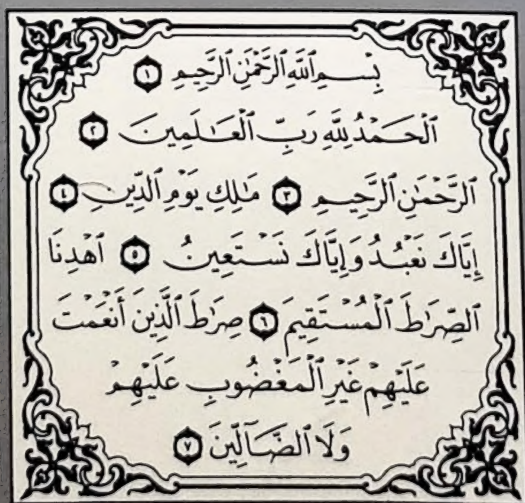 بِسْمِ ٱللَّهِ ٱلرَّحْمَٰنِ ٱلرَّحِيمِ ١
ٱلْحَمْدُ لِلَّهِ رَبِّ ٱلْعَٰلَمِينَ ٢
ٱلرَّحْمَٰنِ ٱلرَّحِيمِ ٣ مَٰلِكِ يَوْمِ ٱلدِّينِ ٤
إِيَّاكَ نَعْبُدُ وَإِيَّاكَ نَسْتَعِينُ ٥ ٱهْدِنَا
ٱلصِّرَٰطَ ٱلْمُسْتَقِيمَ ٦ صِرَٰطَ ٱلَّذِينَ أَنْعَمْتَ
عَلَيْهِمْ غَيْرِ ٱلْمَغْضُوبِ عَلَيْهِمْ
وَلَا ٱلضَّآلِّينَ ٧